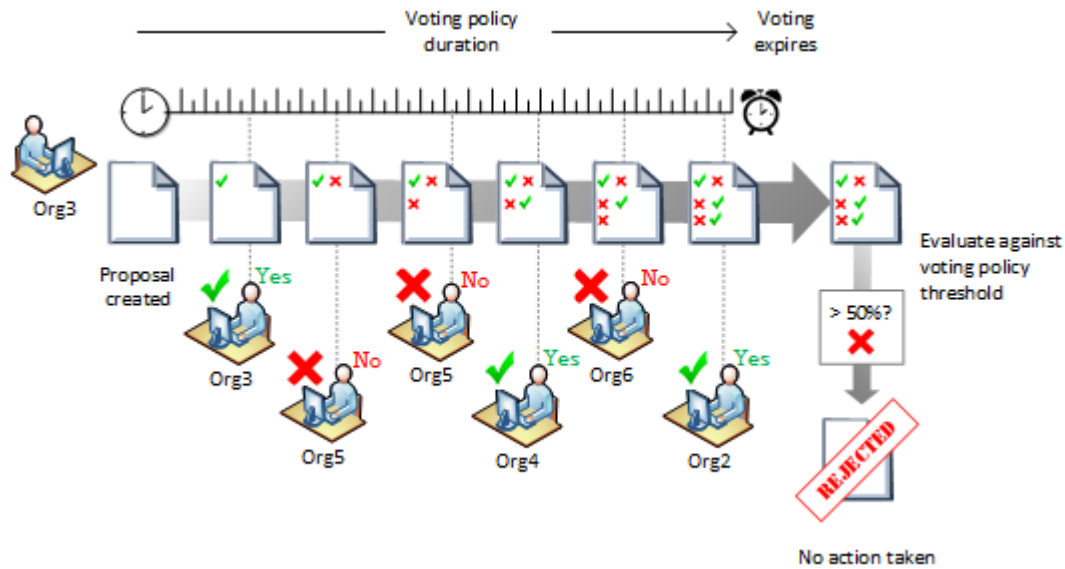 Voting policy
duration
Voting
expires
Org3
Proposal
created
Yes
Org3
No
Org5
No
Org5
Yes
Org4
No
Org6
Yes
Org2
Evaluate against
voting policy
threshold
> 50%?
REJECTED
No action taken